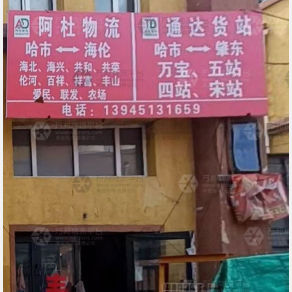 AD 阿杜物流
哈市⟷海伦
海北、海兴、共和、共荣
伦河、百祥、祥富、丰山
爱民、联发、农场
TD 通达货站
哈市⟷肇东
万宝、五站
四站、宋站
电话：13945131659